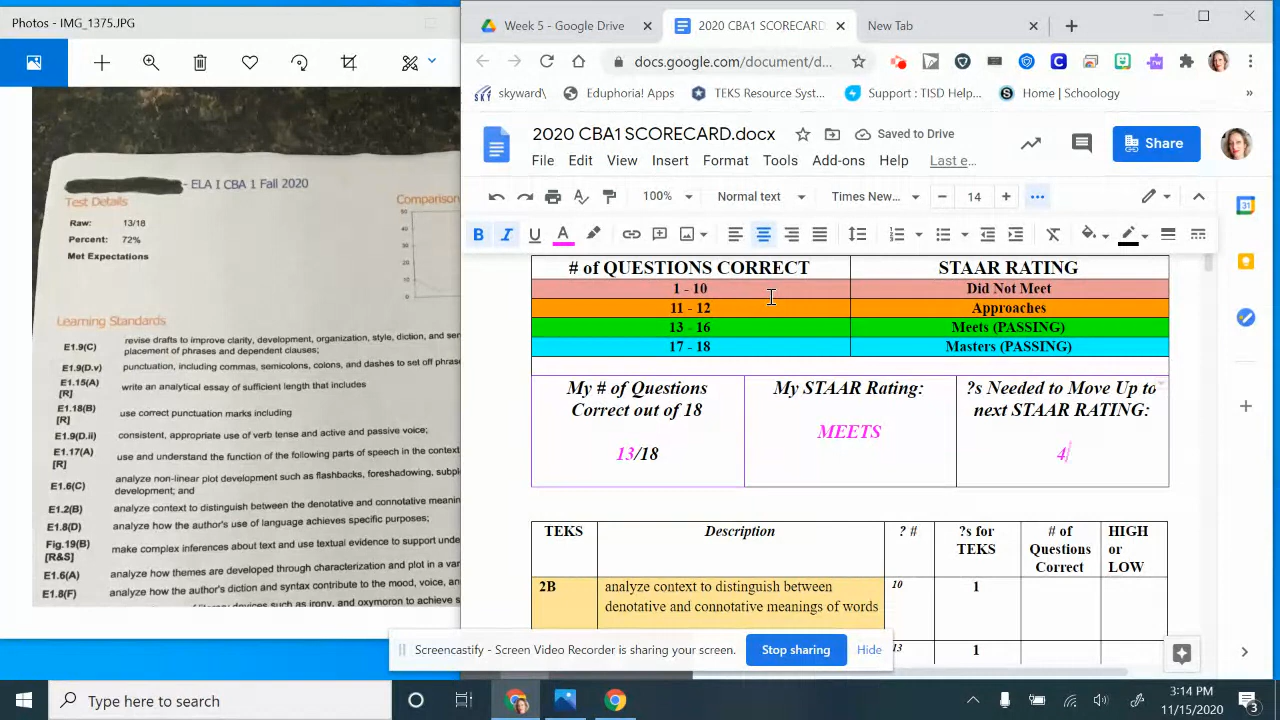 Photos - IMG_1375.JPG
- ELA I CBA 1 Fall 2020
Test Details
Raw: 13/18
Percent: 72%
Met Expectations
Comparison
50
40
30
20
10
0
Learning Standards
E1.9(C) revise drafts to improve clarity, development, organization, style, diction, and
placement of phrases and dependent clauses;
E1.9(D.v) punctuation, including commas, semicolons, colons, and dashes to set off
E1.15(A) write an analytical essay of sufficient length that includes
[R]
E1.18(B) use correct punctuation marks including
[R]
E1.9(D.ii) consistent, appropriate use of verb tense and active and passive voice;
E1.17(A) use and understand the function of the following parts of speech in the context
[R]
E1.6(C) analyze non-linear plot development such as flashbacks, foreshadowing,
development; and
E1.2(B) analyze context to distinguish between the denotative and connotative
E1.8(D) analyze how the author's use of language achieves specific purposes;
Fig.19(B) make complex inferences about text and use textual evidence to support
[R&S]
E1.6(A) analyze how themes are developed through characterization and plot in a
E1.8(F) analyze how the author's diction and syntax contribute to the mood, voice,
devices such as irony, and oxymoron to achieve
Week 5 - Google Drive
2020 CBA1 SCORECARD
New Tab
docs.google.com/document/d...
skyward\
Eduphoria! Apps
TEKS Resource Sy...
Support : TISD Help...
Home | Schoology
2020 CBA1 SCORECARD.docx
Saved to Drive
Share
File Edit View Insert Format Tools Add-ons Help Last e...
100% Normal text Times New... 14
B I U A
# of QUESTIONS CORRECT STAAR RATING
1 - 10 Did Not Meet
11 - 12 Approaches
13 - 16 Meets (PASSING)
17 - 18 Masters (PASSING)
My # of Questions
Correct out of 18
13/18
My STAAR Rating:
MEETS
?s Needed to Move Up to
next STAAR RATING:
4
TEKS
Description
? #
?s for
TEKS
# of
Questions
Correct
HIGH
or
LOW
2B
analyze context to distinguish between
denotative and connotative meanings of words
10
1
13
1
Screencastify - Screen Video Recorder is sharing your screen.
Stop sharing
Hide
Type here to search
3:14 PM
11/15/2020
3